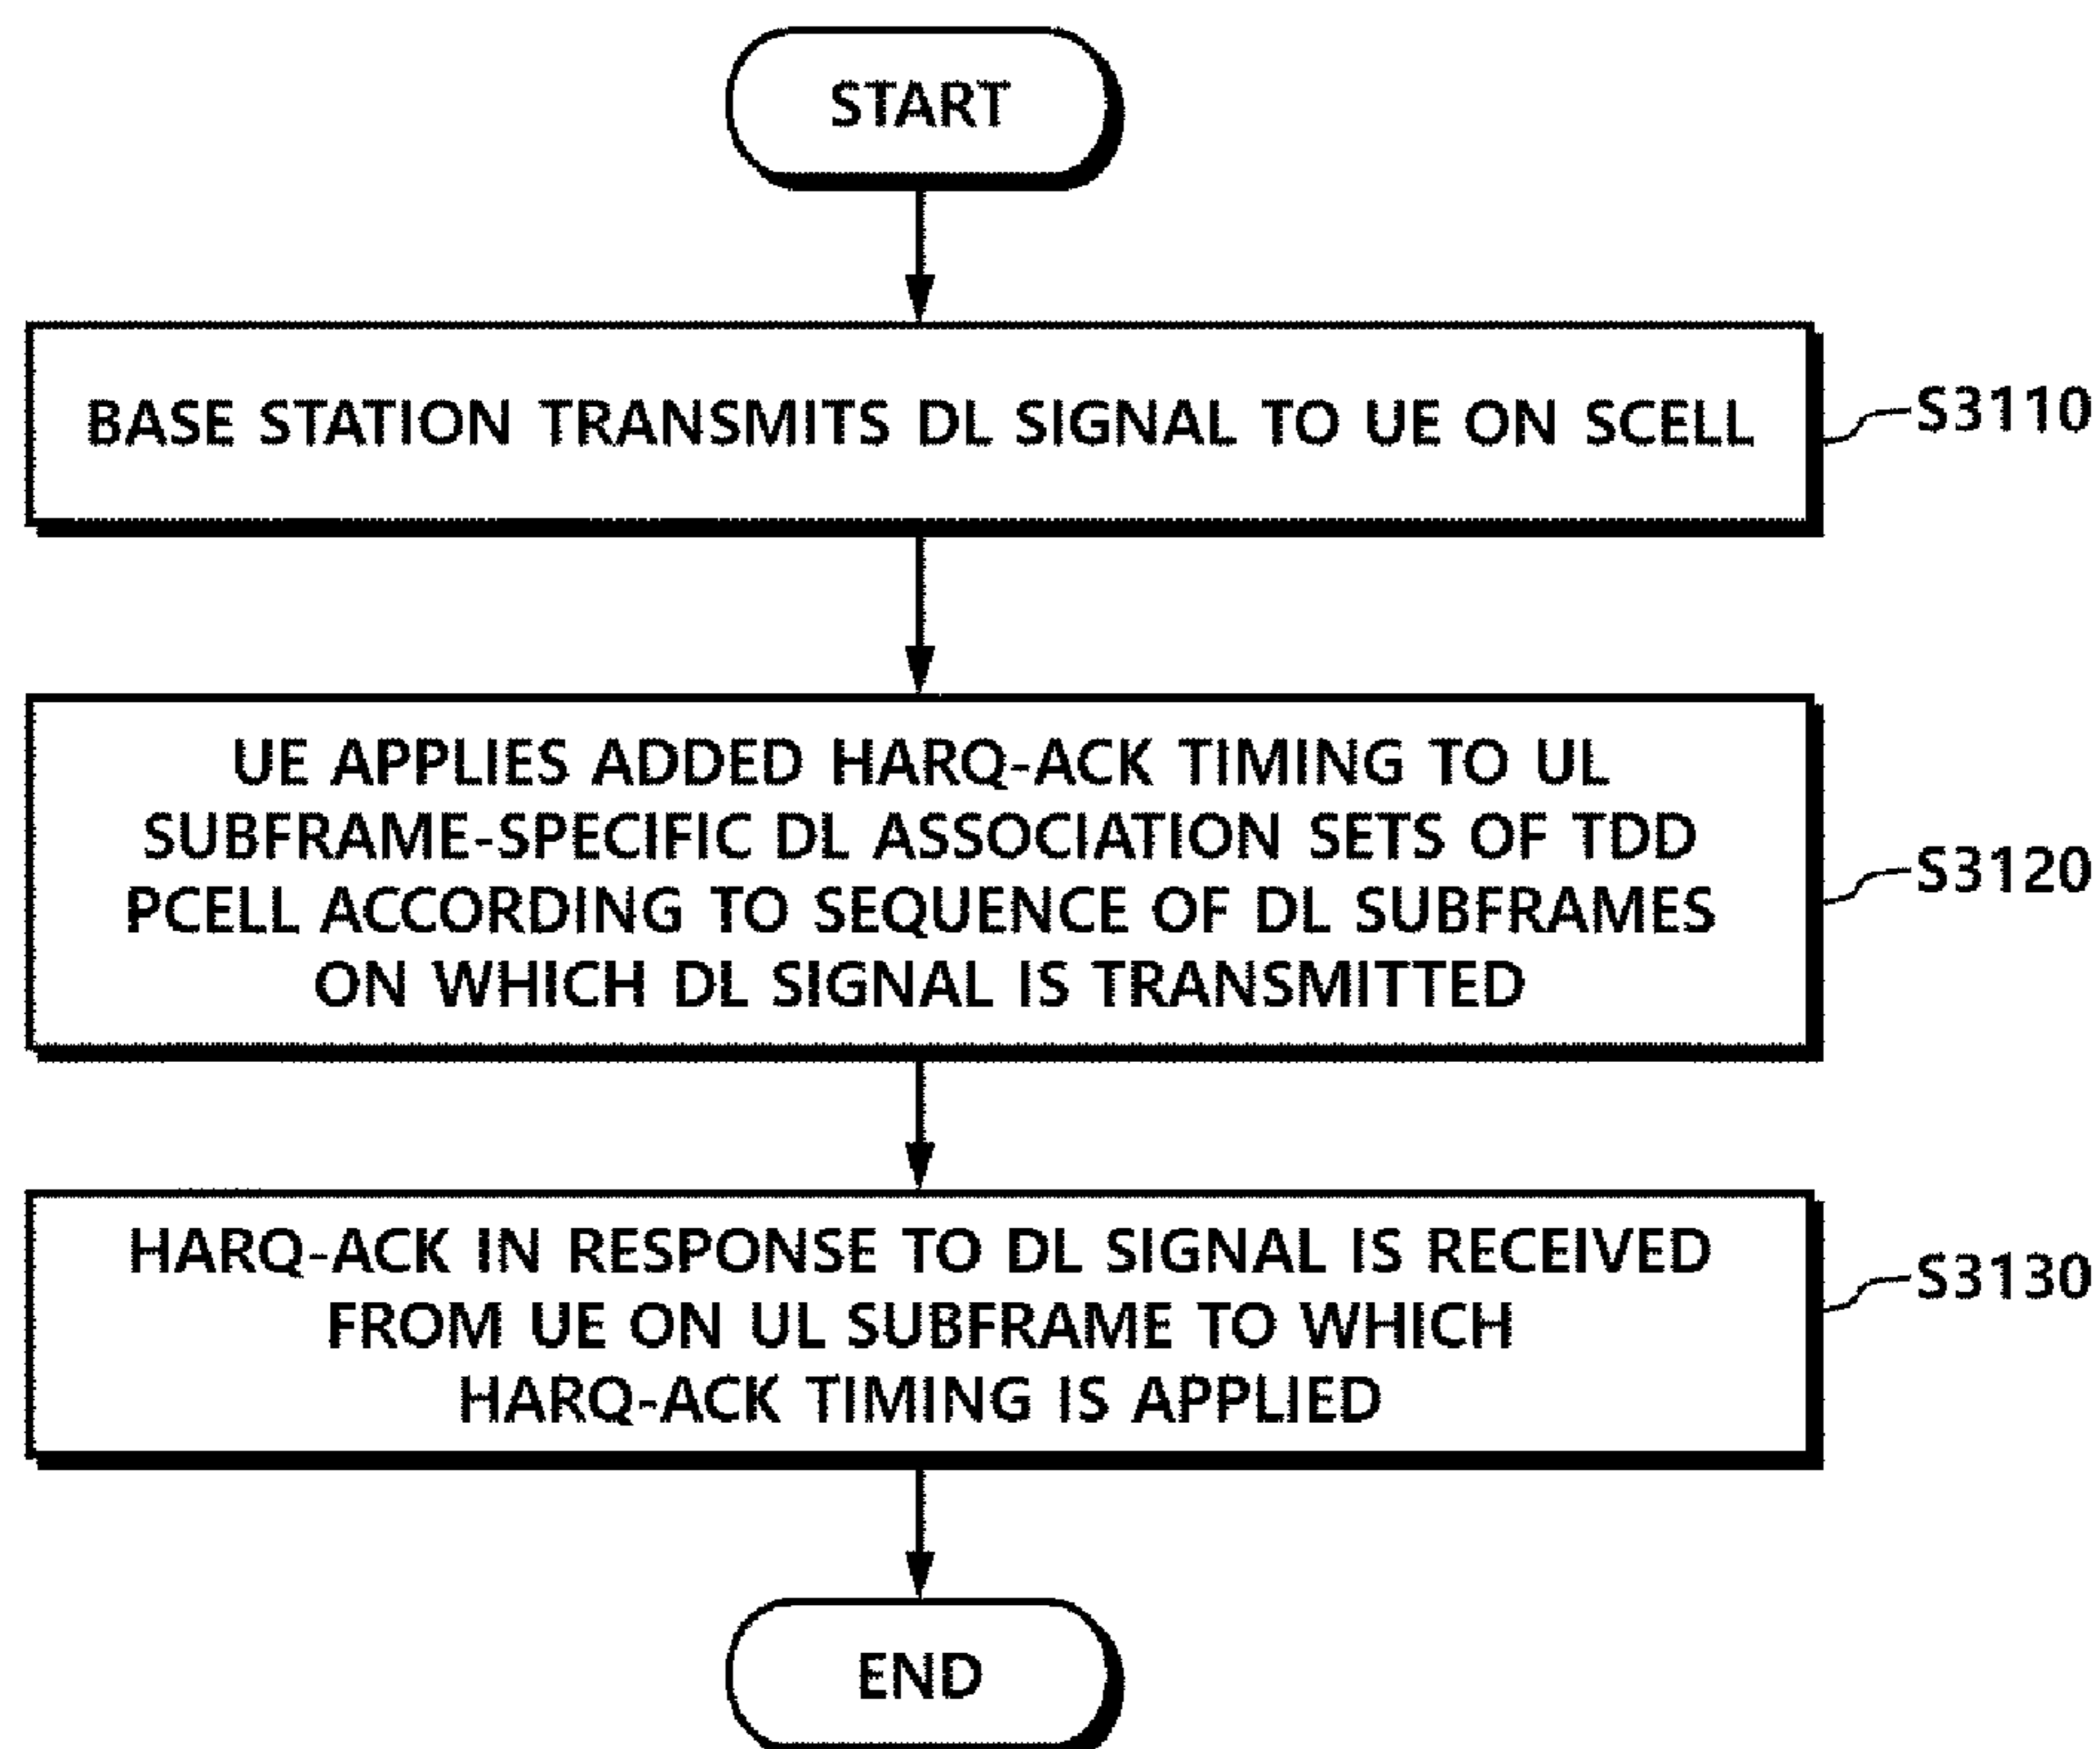 START
BASE STATION TRANSMITS DL SIGNAL TO UE ON SCELL
S3110
UE APPLIES ADDED HARQ-ACK TIMING TO UL
SUBFRAME-SPECIFIC DL ASSOCIATION SETS OF TDD
PCELL ACCORDING TO SEQUENCE OF DL SUBFRAMES
ON WHICH DL SIGNAL IS TRANSMITTED
S3120
HARQ-ACK IN RESPONSE TO DL SIGNAL IS RECEIVED
FROM UE ON UL SUBFRAME TO WHICH
HARQ-ACK TIMING IS APPLIED
S3130
END